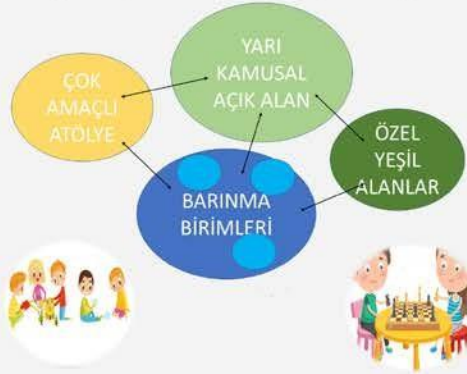 YARI
KAMUSAL
AÇIK ALAN
ÇOK
AMAÇLI
ATÖLYE
ÖZEL
YEŞİL
ALANLAR
BARINMA
BİRİMLERİ